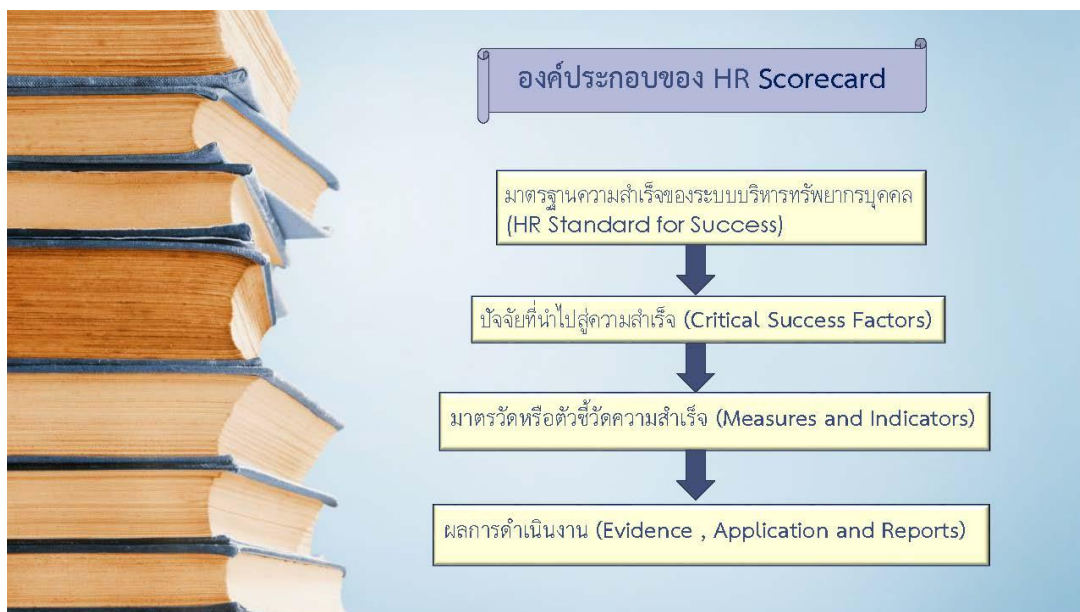 องค์ประกอบของ HR Scorecard
มาตรฐานความสำเร็จของระบบบริหารทรัพยากรบุคคล
(HR Standard for Success)
ปัจจัยที่นำไปสู่ความสำเร็จ (Critical Success Factors)
มาตรวัดหรือตัวชี้วัดความสำเร็จ (Measures and Indicators)
ผลการดำเนินงาน (Evidence , Application and Reports)